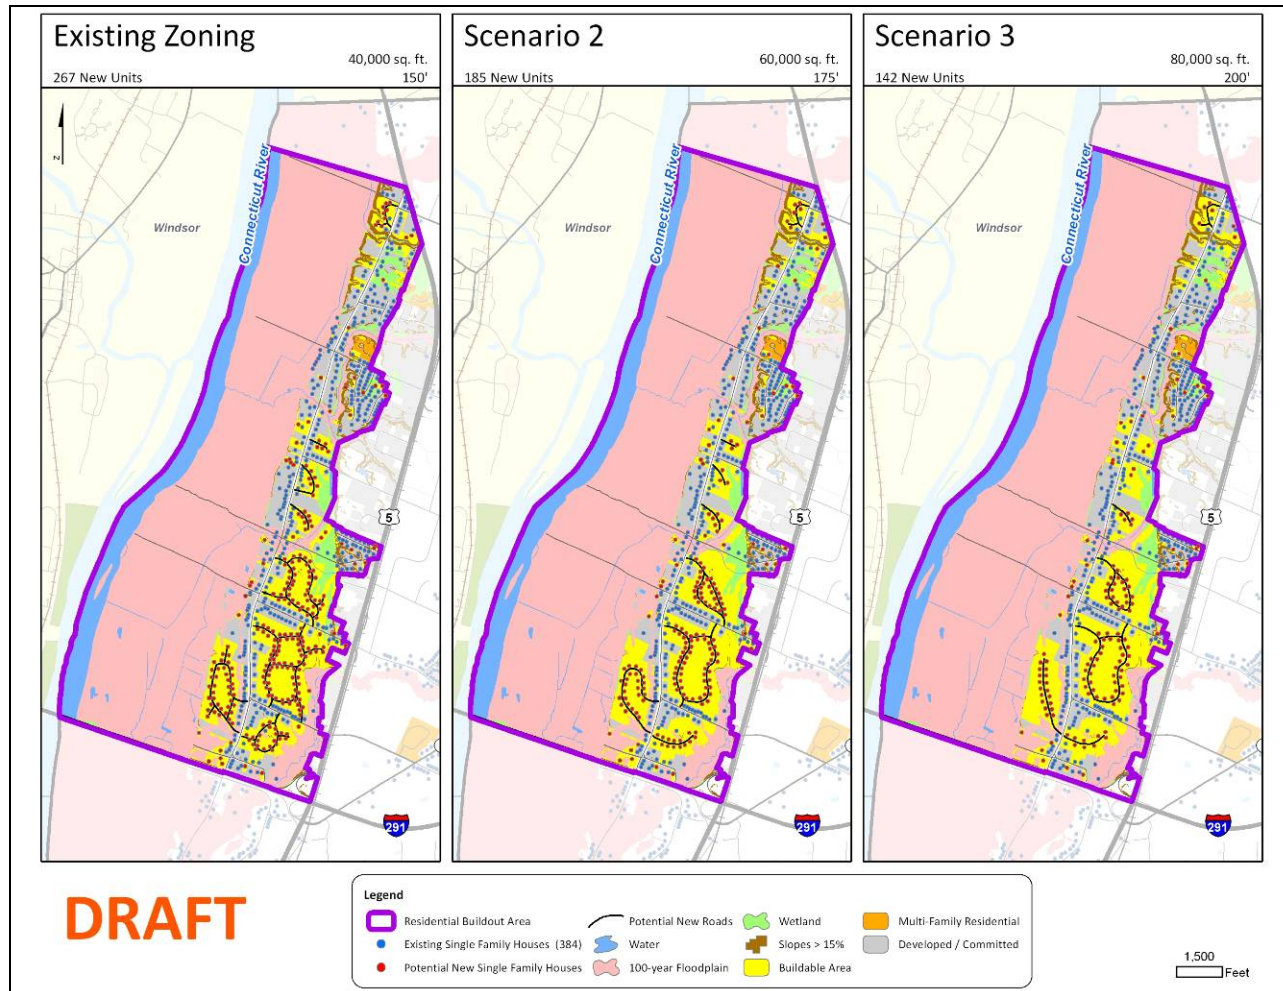 Existing Zoning
40,000 sq. ft.
267 New Units
150'
Scenario 2
60,000 sq. ft.
185 New Units
175'
Scenario 3
80,000 sq. ft.
142 New Units
200'
Z
Connecticut River
Windsor
5
291
Z
Connecticut River
Windsor
5
291
Connecticut River
Windsor
5
291
DRAFT
Legend
Residential Buildout Area
Potential New Roads
Wetland
Multi-Family Residential
Existing Single Family Houses (384)
Water
Slopes > 15%
Developed / Committed
Potential New Single Family Houses
100-year Floodplain
Buildable Area
1,500
Feet